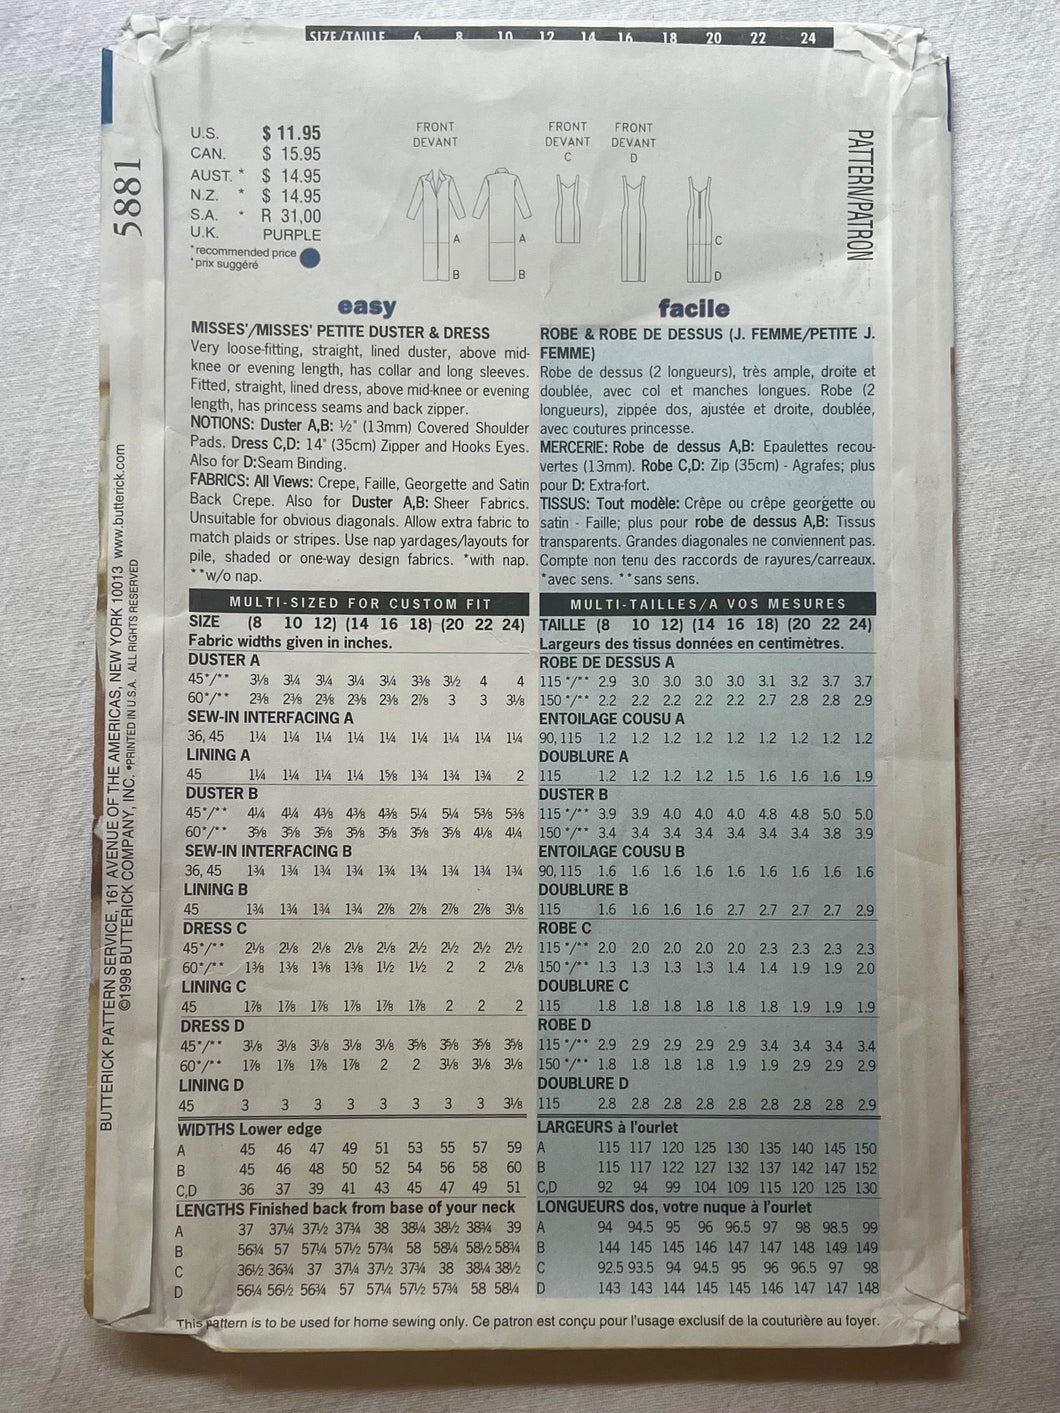 SIZE/TAILLE 6 8 10 12 14 16 18 20 22 24
5881
PATTERN/PATRON
U.S. $ 11.95
CAN. $ 15.95
AUST. * $ 14.95
N.Z. * $ 14.95
S.A. * R 31,00
U.K. PURPLE
*recommended price
*prix suggéré
FRONT
DEVANT
A
B
A
B
FRONT
DEVANT
C
FRONT
DEVANT
D
C
D
easy
MISSES'/MISSES' PETITE DUSTER & DRESS
Very loose-fitting, straight, lined duster, above mid-
knee or evening length, has collar and long sleeves.
Fitted, straight, lined dress, above mid-knee or evening
length, has princess seams and back zipper.
NOTIONS: Duster A,B: ½" (13mm) Covered Shoulder
Pads. Dress C,D: 14" (35cm) Zipper and Hooks Eyes.
Also for D:Seam Binding.
FABRICS: All Views: Crepe, Faille, Georgette and Satin
Back Crepe. Also for Duster A,B: Sheer Fabrics.
Unsuitable for obvious diagonals. Allow extra fabric to
match plaids or stripes. Use nap yardages/layouts for
pile, shaded or one-way design fabrics. *with nap.
**w/o nap.
MULTI-SIZED FOR CUSTOM FIT
SIZE (8 10 12) (14 16 18) (20 22 24)
Fabric widths given in inches.
DUSTER A
45*/** 3⅛ 3¼ 3¼ 3¼ 3¼ 3⅜ 3½ 4 4
60*/** 2⅜ 2⅜ 2⅜ 2⅜ 2⅜ 2⅞ 3 3 3⅛
SEW-IN INTERFACING A
36, 45 1¼ 1¼ 1¼ 1¼ 1¼ 1¼ 1¼ 1¼ 1¼
LINING A
45 1¼ 1¼ 1¼ 1¼ 1⅝ 1¾ 1¾ 1¾ 2
DUSTER B
45*/** 4¼ 4¼ 4⅜ 4⅜ 4⅜ 5¼ 5¼ 5⅜ 5⅜
60*/** 3⅝ 3⅝ 3⅝ 3⅝ 3⅝ 3⅝ 3⅝ 4⅛ 4¼
SEW-IN INTERFACING B
36, 45 1¾ 1¾ 1¾ 1¾ 1¾ 1¾ 1¾ 1¾ 1¾
LINING B
45 1¾ 1¾ 1¾ 1¾ 2⅞ 2⅞ 2⅞ 2⅞ 3⅛
DRESS C
45*/** 2⅛ 2⅛ 2⅛ 2⅛ 2⅛ 2½ 2½ 2½ 2½
60*/** 1⅜ 1⅜ 1⅜ 1⅜ 1½ 1½ 2 2 2⅛
LINING C
45 1⅞ 1⅞ 1⅞ 1⅞ 1⅞ 1⅞ 2 2 2
DRESS D
45*/** 3⅛ 3⅛ 3⅛ 3⅛ 3⅛ 3⅝ 3⅝ 3⅝ 3⅝
60*/** 1⅞ 1⅞ 1⅞ 1⅞ 2 2 3⅛ 3⅛ 3⅛
LINING D
45 3 3 3 3 3 3 3 3 3⅛
WIDTHS Lower edge
A 45 46 47 49 51 53 55 57 59
B 45 46 48 50 52 54 56 58 60
C,D 36 37 39 41 43 45 47 49 51
LENGTHS Finished back from base of your neck
A 37 37¼ 37½ 37¾ 38 38¼ 38½ 38¾ 39
B 56¾ 57 57¼ 57½ 57¾ 58 58¼ 58½ 58¾
C 36½ 36¾ 37 37¼ 37½ 37¾ 38 38¼ 38½
D 56¼ 56½ 56¾ 57 57¼ 57½ 57¾ 58 58¼
facile
ROBE & ROBE DE DESSUS (J. FEMME/PETITE J.
FEMME)
Robe de dessus (2 longueurs), très ample, droite et
doublée, avec col et manches longues. Robe (2
longueurs), zippée dos, ajustée et droite, doublée,
avec coutures princesse.
MERCERIE: Robe de dessus A,B: Epaulettes recou-
vertes (13mm). Robe C,D: Zip (35cm) - Agrafes; plus
pour D: Extra-fort.
TISSUS: Tout modèle: Crêpe ou crêpe georgette ou
satin - Faille; plus pour robe de dessus A,B: Tissus
transparents. Grandes diagonales ne conviennent pas.
Compte non tenu des raccords de rayures/carreaux.
*avec sens. **sans sens.
MULTI-TAILLES/A VOS MESURES
TAILLE (8 10 12) (14 16 18) (20 22 24)
Largeurs des tissus données en centimètres.
ROBE DE DESSUS A
115 */** 2.9 3.0 3.0 3.0 3.0 3.1 3.2 3.7 3.7
150 */** 2.2 2.2 2.2 2.2 2.2 2.7 2.8 2.8 2.9
ENTOILAGE COUSU A
90, 115 1.2 1.2 1.2 1.2 1.2 1.2 1.2 1.2 1.2
DOUBLURE A
115 1.2 1.2 1.2 1.2 1.5 1.6 1.6 1.6 1.9
DUSTER B
115 */** 3.9 3.9 4.0 4.0 4.0 4.8 4.8 5.0 5.0
150 */** 3.4 3.4 3.4 3.4 3.4 3.4 3.4 3.8 3.9
ENTOILAGE COUSU B
90, 115 1.6 1.6 1.6 1.6 1.6 1.6 1.6 1.6 1.6
DOUBLURE B
115 1.6 1.6 1.6 1.6 2.7 2.7 2.7 2.7 2.9
ROBE C
115 */** 2.0 2.0 2.0 2.0 2.0 2.3 2.3 2.3 2.3
150 */** 1.3 1.3 1.3 1.3 1.4 1.4 1.9 1.9 2.0
DOUBLURE C
115 1.8 1.8 1.8 1.8 1.8 1.8 1.9 1.9 1.9
ROBE D
115 */** 2.9 2.9 2.9 2.9 2.9 3.4 3.4 3.4 3.4
150 */** 1.8 1.8 1.8 1.8 1.9 1.9 2.9 2.9 2.9
DOUBLURE D
115 2.8 2.8 2.8 2.8 2.8 2.8 2.8 2.8 2.9
LARGEURS à l'ourlet
A 115 117 120 125 130 135 140 145 150
B 115 117 122 127 132 137 142 147 152
C,D 92 94 99 104 109 115 120 125 130
LONGUEURS dos, votre nuque à l'ourlet
A 94 94.5 95 96 96.5 97 98 98.5 99
B 144 145 145 146 147 147 148 149 149
C 92.5 93.5 94 94.5 95 96 96.5 97 98
D 143 143 144 145 145 146 147 147 148
This pattern is to be used for home sewing only. Ce patron est conçu pour l'usage exclusif de la couturière au foyer.
BUTTERICK PATTERN SERVICE, 161 AVENUE OF THE AMERICAS, NEW YORK 10013 www.butterick.com
©1998 BUTTERICK COMPANY, INC. •PRINTED IN U.S.A. ALL RIGHTS RESERVED